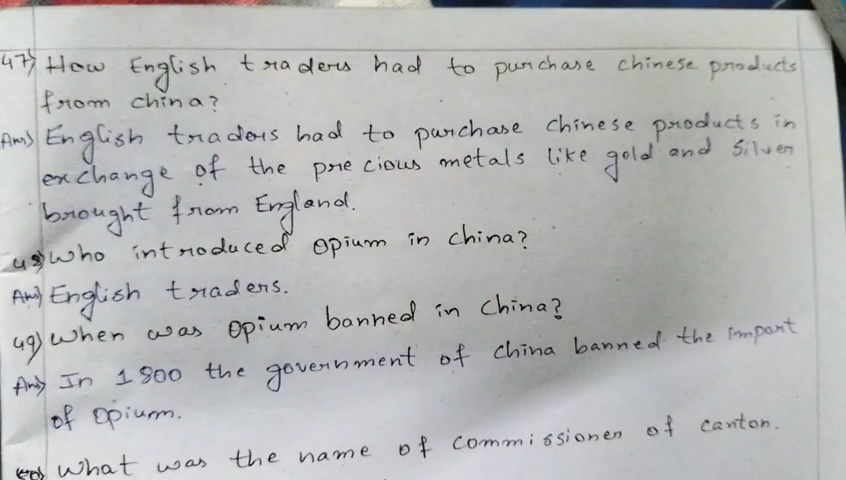 47) How English traders had to purchase chinese products
from china?
Ans) English traders had to purchase chinese products in
exchange of the precious metals like gold and Silver
brought from England.
48) Who introduced opium in china?
Ans) English traders.
49) When was opium banned in china?
Ans) In 1800 the government of china banned the import
of opium.
50) What was the name of commissioner of canton.